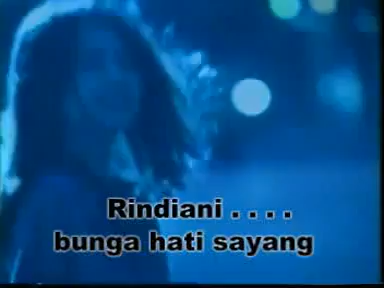 Rindiani . . . .
bunga hati sayang